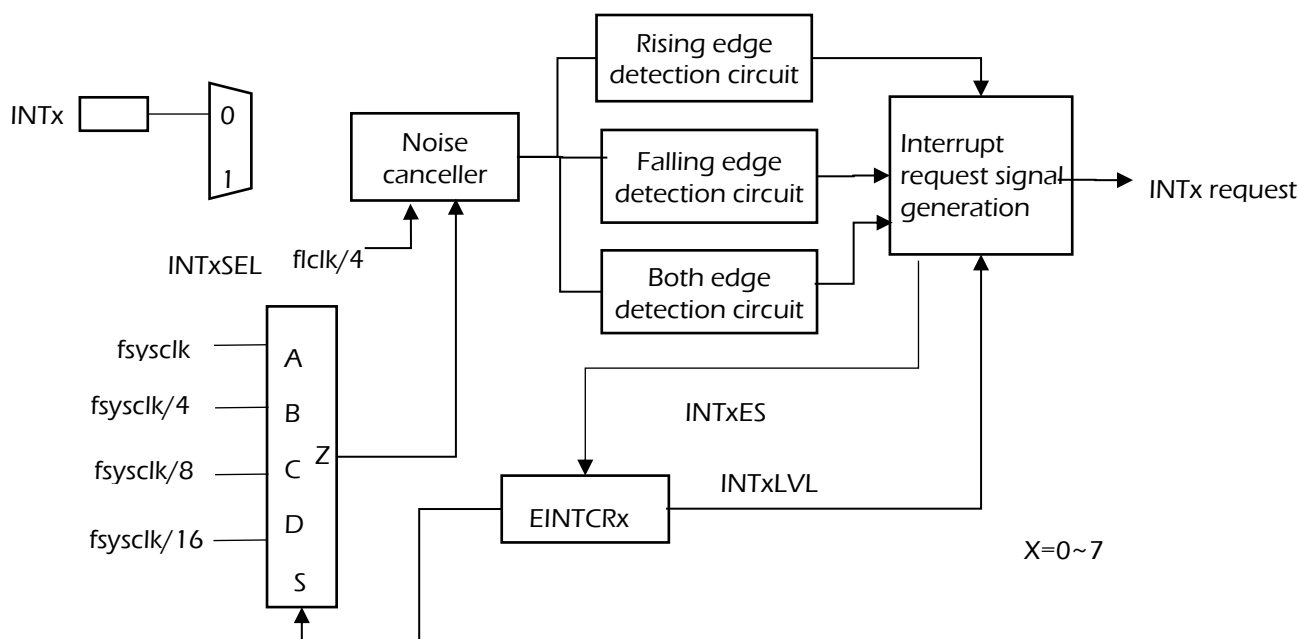 INTx
0
1
Noise
canceller
Rising edge
detection circuit
Falling edge
detection circuit
Both edge
detection circuit
Interrupt
request signal
generation
INTx request
INTxSEL
flclk/4
fsysclk
fsysclk/4
fsysclk/8
fsysclk/16
A
B
C
D
S
Z
INTxES
INTxLVL
EINTCRx
X=0~7